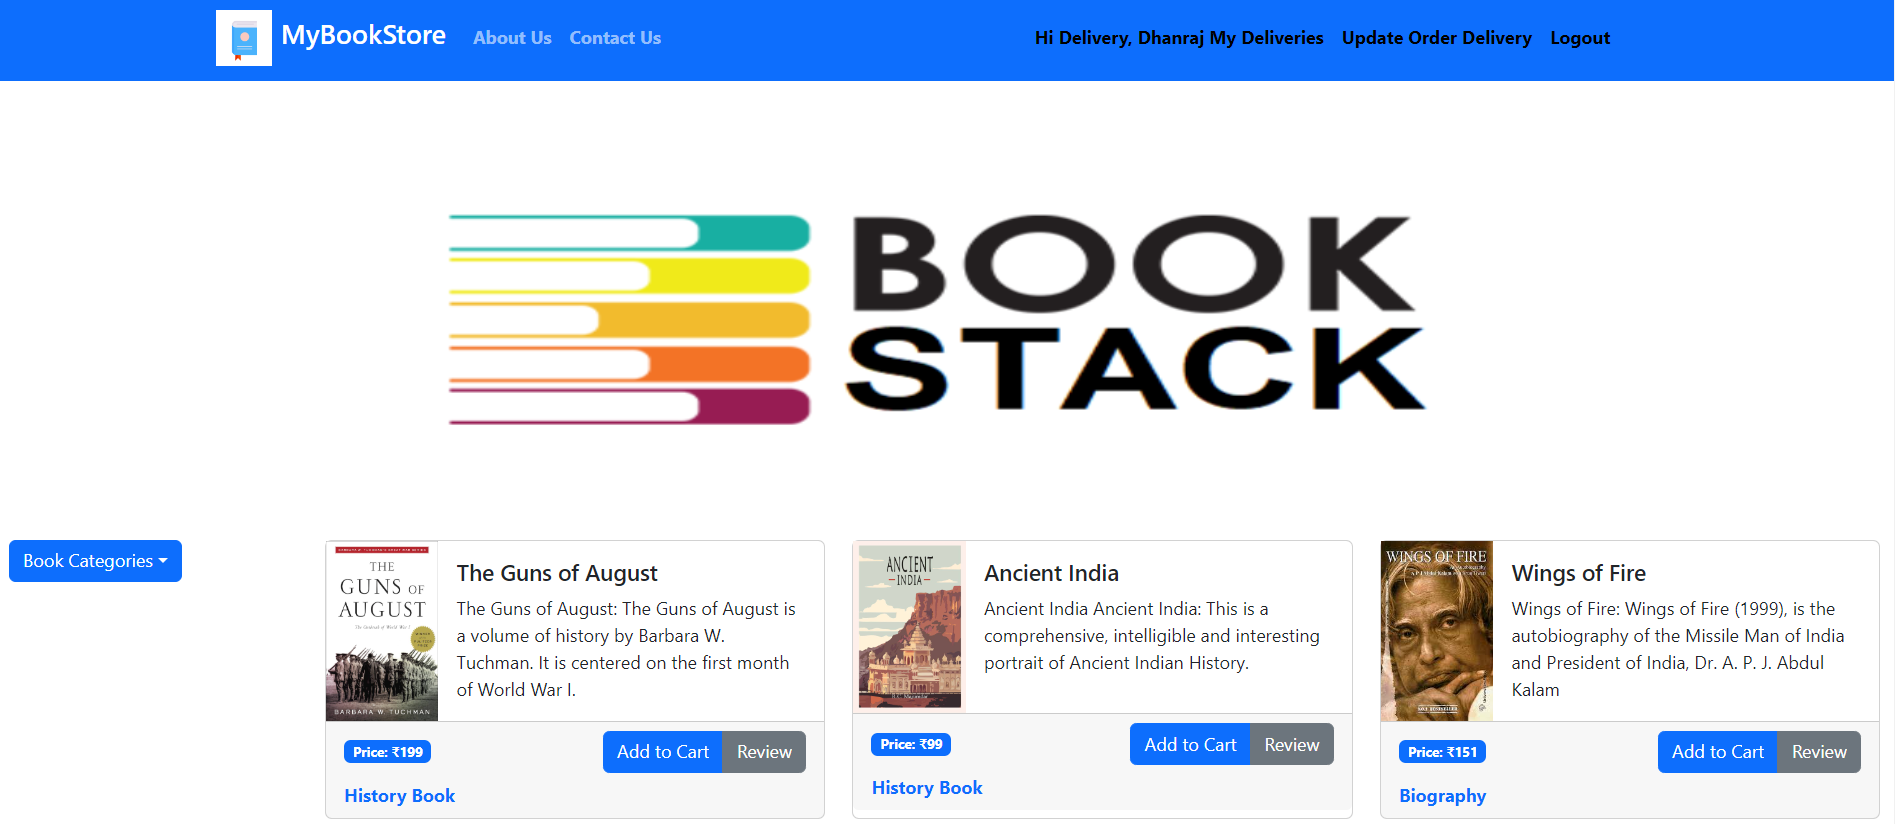 MyBookStore About Us Contact Us Hi Delivery, Dhanraj My Deliveries Update Order Delivery Logout
BOOK
STACK
Book Categories
THE
GUNS OF
AUGUST
BARBARA W. TUCHMAN
The Guns of August
The Guns of August: The Guns of August is
a volume of history by Barbara W.
Tuchman. It is centered on the first month
of World War I.
Price: ₹199
Add to Cart Review
History Book
ANCIENT
INDIA
Ancient India
Ancient India Ancient India: This is a
comprehensive, intelligible and interesting
portrait of Ancient Indian History.
Price: ₹99
Add to Cart Review
History Book
WINGS OF FIRE
Wings of Fire
Wings of Fire: Wings of Fire (1999), is the
autobiography of the Missile Man of India
and President of India, Dr. A. P. J. Abdul
Kalam
Price: ₹151
Add to Cart Review
Biography